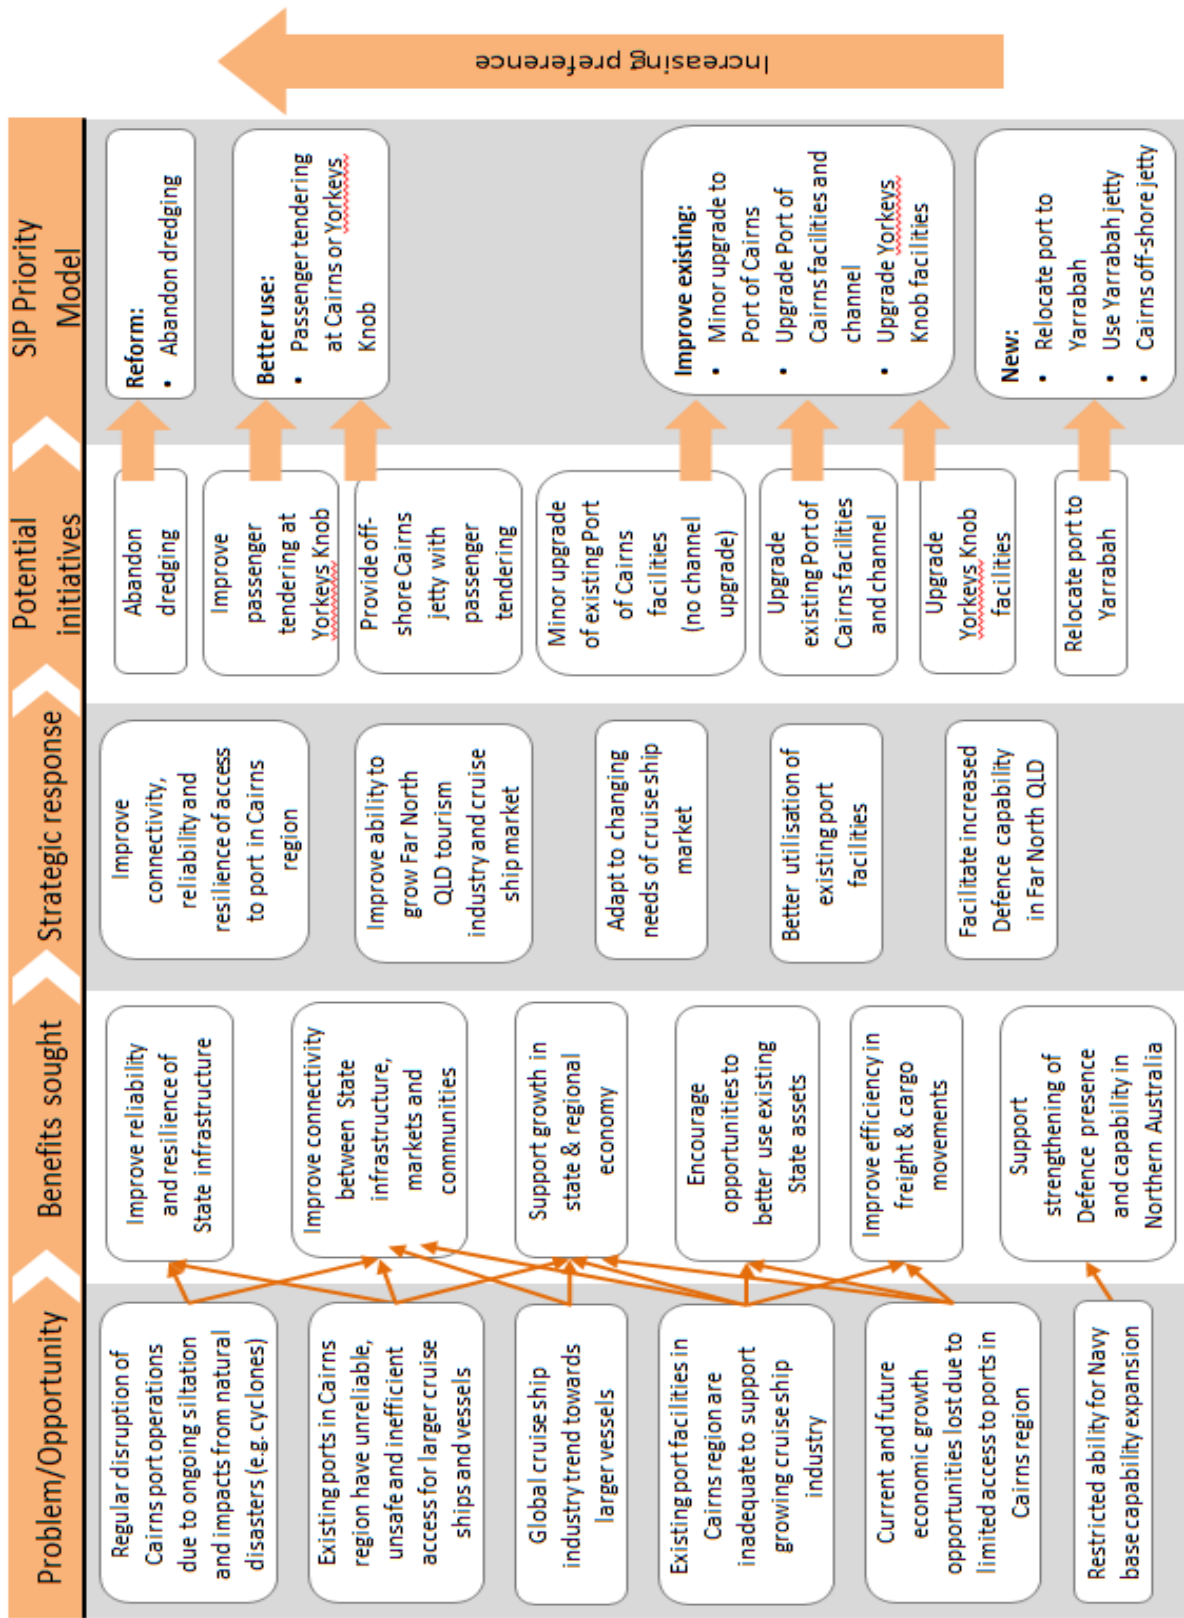 Problem/Opportunity
Benefits sought
Strategic response
Potential
initiatives
SIP Priority
Model
Regular disruption of
Cairns port operations
due to ongoing siltation
and impacts from natural
disasters (e.g. cyclones)
Existing ports in Cairns
region have unreliable,
unsafe and inefficient
access for larger cruise
ships and vessels
Global cruise ship
industry trend towards
larger vessels
Existing port facilities in
Cairns region are
inadequate to support
growing cruise ship
industry
Current and future
economic growth
opportunities lost due to
limited access to ports in
Cairns region
Restricted ability for Navy
base capability expansion
Improve reliability
and resilience of
State infrastructure
Improve connectivity
between State
infrastructure,
markets and
communities
Support growth in
state & regional
economy
Encourage
opportunities to
better use existing
State assets
Improve efficiency in
freight & cargo
movements
Support
strengthening of
Defence presence
and capability in
Northern Australia
Improve
connectivity,
reliability and
resilience of access
to port in Cairns
region
Improve ability to
grow Far North
QLD tourism
industry and cruise
ship market
Adapt to changing
needs of cruise ship
market
Better utilisation of
existing port
facilities
Facilitate increased
Defence capability
in Far North QLD
Abandon
dredging
Improve
passenger
tendering at
Yorkeys Knob
Provide off-
shore Cairns
jetty with
passenger
tendering
Minor upgrade
of existing Port
of Cairns
facilities
(no channel
upgrade)
Upgrade
existing Port of
Cairns facilities
and channel
Upgrade
Yorkeys Knob
facilities
Relocate port to
Yarrabah
Reform:
• Abandon dredging
Better use:
• Passenger tendering
at Cairns or Yorkeys
Knob
Improve existing:
• Minor upgrade to
Port of Cairns
• Upgrade Port of
Cairns facilities and
channel
• Upgrade Yorkeys
Knob facilities
New:
• Relocate port to
Yarrabah
• Use Yarrabah jetty
• Cairns off-shore jetty
Increasing preference